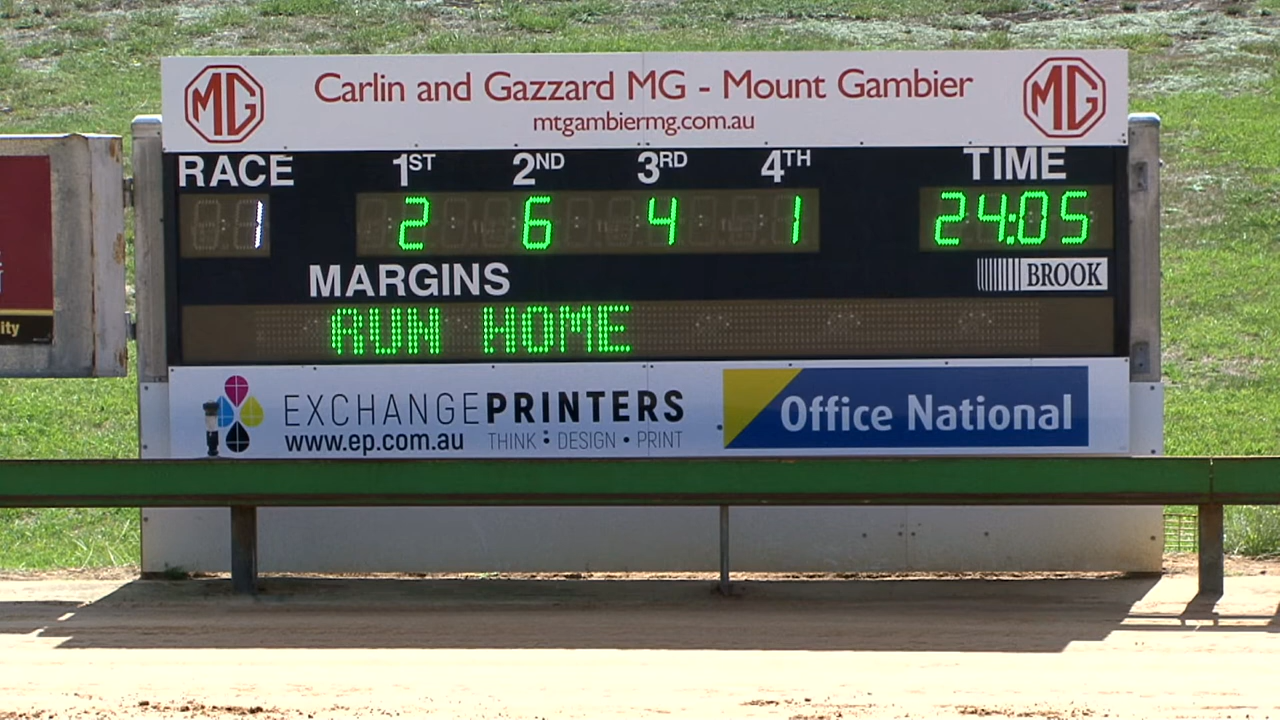 MG Carlin and Gazzard MG - Mount Gambier MG
mtgambiermg.com.au
RACE 1ST 2ND 3RD 4TH TIME
1 2 6 4 1 24:05
MARGINS BROOK
RUN HOME
ity
EXCHANGEPRINTERS
www.ep.com.au THINK : DESIGN • PRINT
Office National